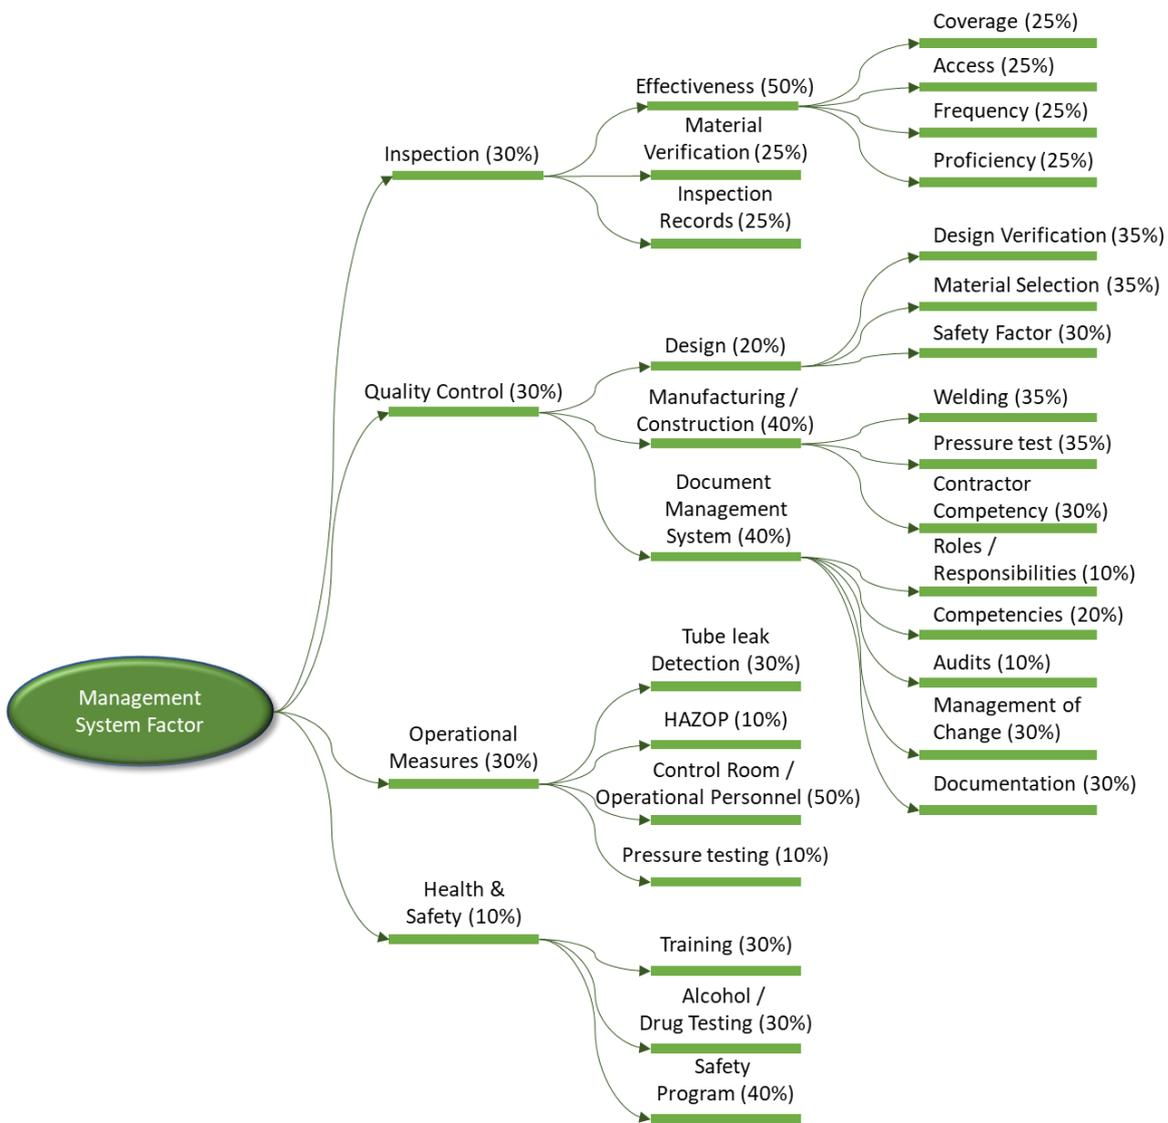 Management
System Factor
Inspection (30%)
Effectiveness (50%)
Coverage (25%)
Access (25%)
Frequency (25%)
Proficiency (25%)
Material
Verification (25%)
Inspection
Records (25%)
Quality Control (30%)
Design (20%)
Design Verification (35%)
Material Selection (35%)
Safety Factor (30%)
Manufacturing /
Construction (40%)
Welding (35%)
Pressure test (35%)
Contractor
Competency (30%)
Document
Management
System (40%)
Roles /
Responsibilities (10%)
Competencies (20%)
Audits (10%)
Management of
Change (30%)
Documentation (30%)
Operational
Measures (30%)
Tube leak
Detection (30%)
HAZOP (10%)
Control Room /
Operational Personnel (50%)
Pressure testing (10%)
Health &
Safety (10%)
Training (30%)
Alcohol /
Drug Testing (30%)
Safety
Program (40%)